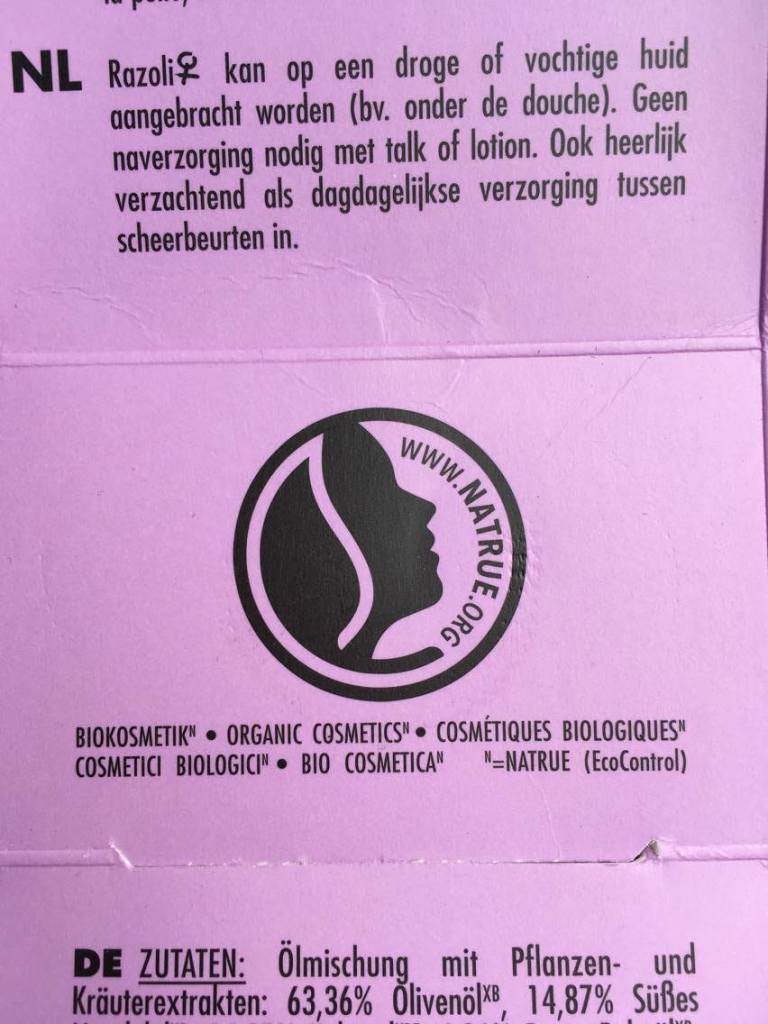 NL Razoli♀ kan op een droge of vochtige huid
aangebracht worden (bv. onder de douche). Geen
naverzorging nodig met talk of lotion. Ook heerlijk
verzachtend als dagdagelijkse verzorging tussen
scheerbeurten in.
WWW.NATRUE.ORG
BIOKOSMETIKᴺ • ORGANIC COSMETICSᴺ • COSMÉTIQUES BIOLOGIQUESᴺ
COSMETICI BIOLOGICIᴺ • BIO COSMETICAᴺ ᴺ=NATRUE (EcoControl)
DE ZUTATEN: Ölmischung mit Pflanzen- und
Kräuterextrakten: 63,36% Olivenölˣᴮ, 14,87% Süßes